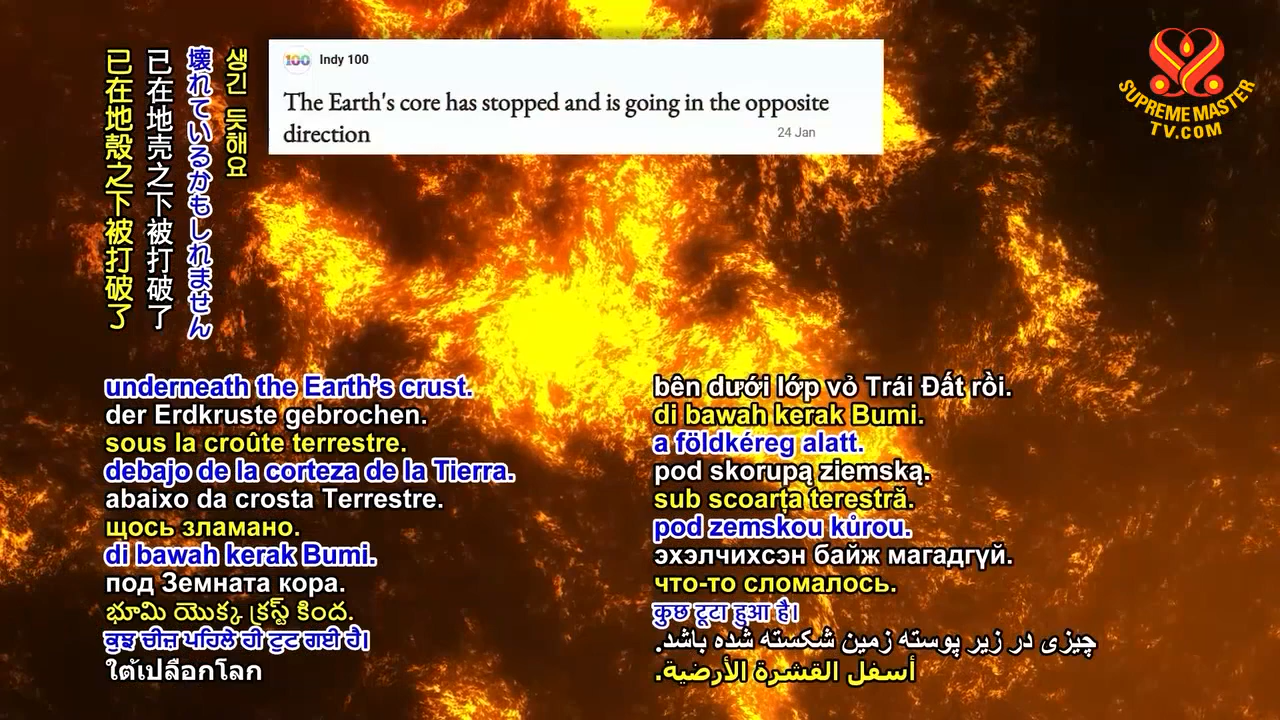 100 Indy 100
The Earth's core has stopped and is going in the opposite
direction
24 Jan
SUPREME MASTER
TV.COM
생긴 듯해요
壊れているかもしれません
已在地壳之下被打破了
已在地殼之下被打破了
underneath the Earth’s crust.
der Erdkruste gebrochen.
sous la croûte terrestre.
debajo de la corteza de la Tierra.
abaixo da crosta Terrestre.
щось зламано.
di bawah kerak Bumi.
под Земната кора.
భూమి యొక్క క్రస్ట్ కింద.
ਕੁਝ ਚੀਜ਼ ਪਹਿਲੇ ਹੀ ਟੁਟ ਗਈ ਹੈ।
ใต้เปลือกโลก
bên dưới lớp vỏ Trái Đất rồi.
di bawah kerak Bumi.
a földkéreg alatt.
pod skorupą ziemską.
sub scoarța terestră.
pod zemskou kůrou.
эхэлчихсэн байж магадгүй.
что-то сломалось.
कुछ टूटा हुआ है।
چیزی در زیر پوسته زمین شکسته شده باشد.
أسفل القشرة الأرضية.